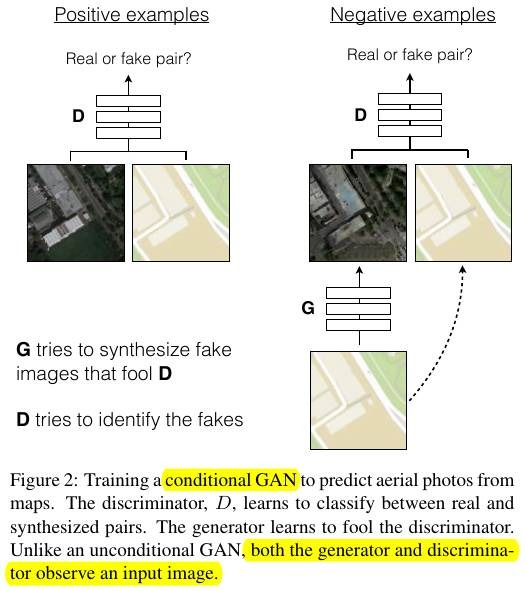 Positive examples
Negative examples
Real or fake pair?
Real or fake pair?
D
D
G
G tries to synthesize fake
images that fool D
D tries to identify the fakes
Figure 2: Training a conditional GAN to predict aerial photos from
maps. The discriminator, D, learns to classify between real and
synthesized pairs. The generator learns to fool the discriminator.
Unlike an unconditional GAN, both the generator and discrimina-
tor observe an input image.